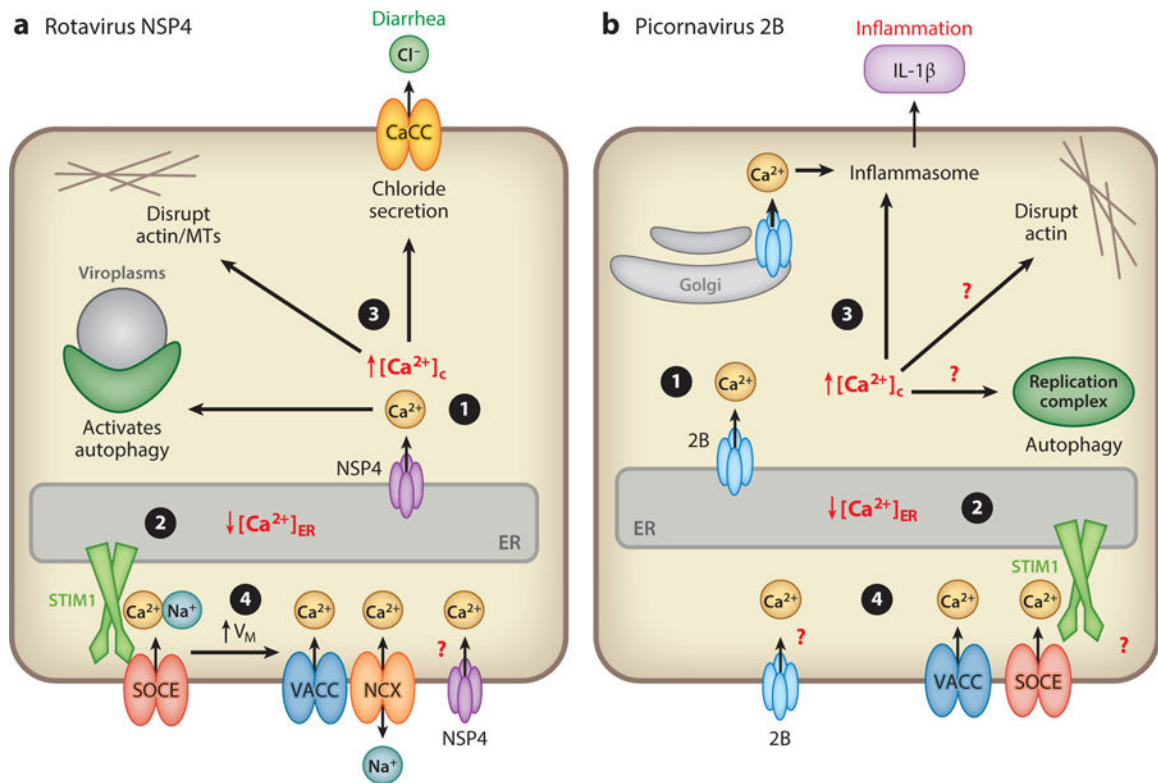 a Rotavirus NSP4
Diarrhea
Cl⁻
CaCC
Chloride
secretion
Disrupt
actin/MTs
Viroplasms
3
↑[Ca²⁺]c
Ca²⁺
1
Activates
autophagy
NSP4
2
↓[Ca²⁺]ER
ER
STIM1
Ca²⁺
Na⁺
4
↑VM
Ca²⁺
Ca²⁺
Ca²⁺
?
SOCE
VACC
NCX
NSP4
Na⁺
b Picornavirus 2B
Inflammation
IL-1β
Ca²⁺
Inflammasome
Disrupt
actin
Golgi
3
?
1
Ca²⁺
↑[Ca²⁺]c
?
Replication
complex
Autophagy
2B
↓[Ca²⁺]ER
2
ER
STIM1
Ca²⁺
4
Ca²⁺
Ca²⁺
?
?
VACC
SOCE
2B